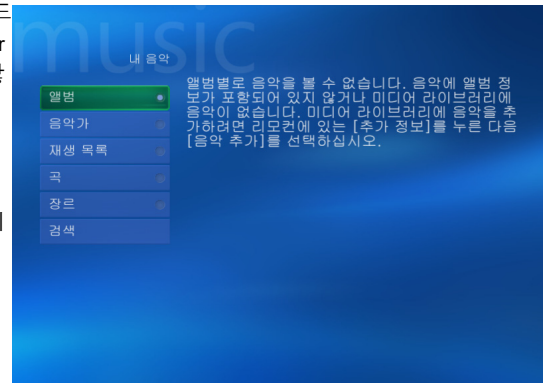 드
r
music
내 음악
앨범
음악가
재생 목록
곡
장르
검색
앨범별로 음악을 볼 수 없습니다. 음악에 앨범 정
보가 포함되어 있지 않거나 미디어 라이브러리에
음악이 없습니다. 미디어 라이브러리에 음악을 추
가하려면 리모컨에 있는 [추가 정보]를 누른 다음
[음악 추가]를 선택하십시오.